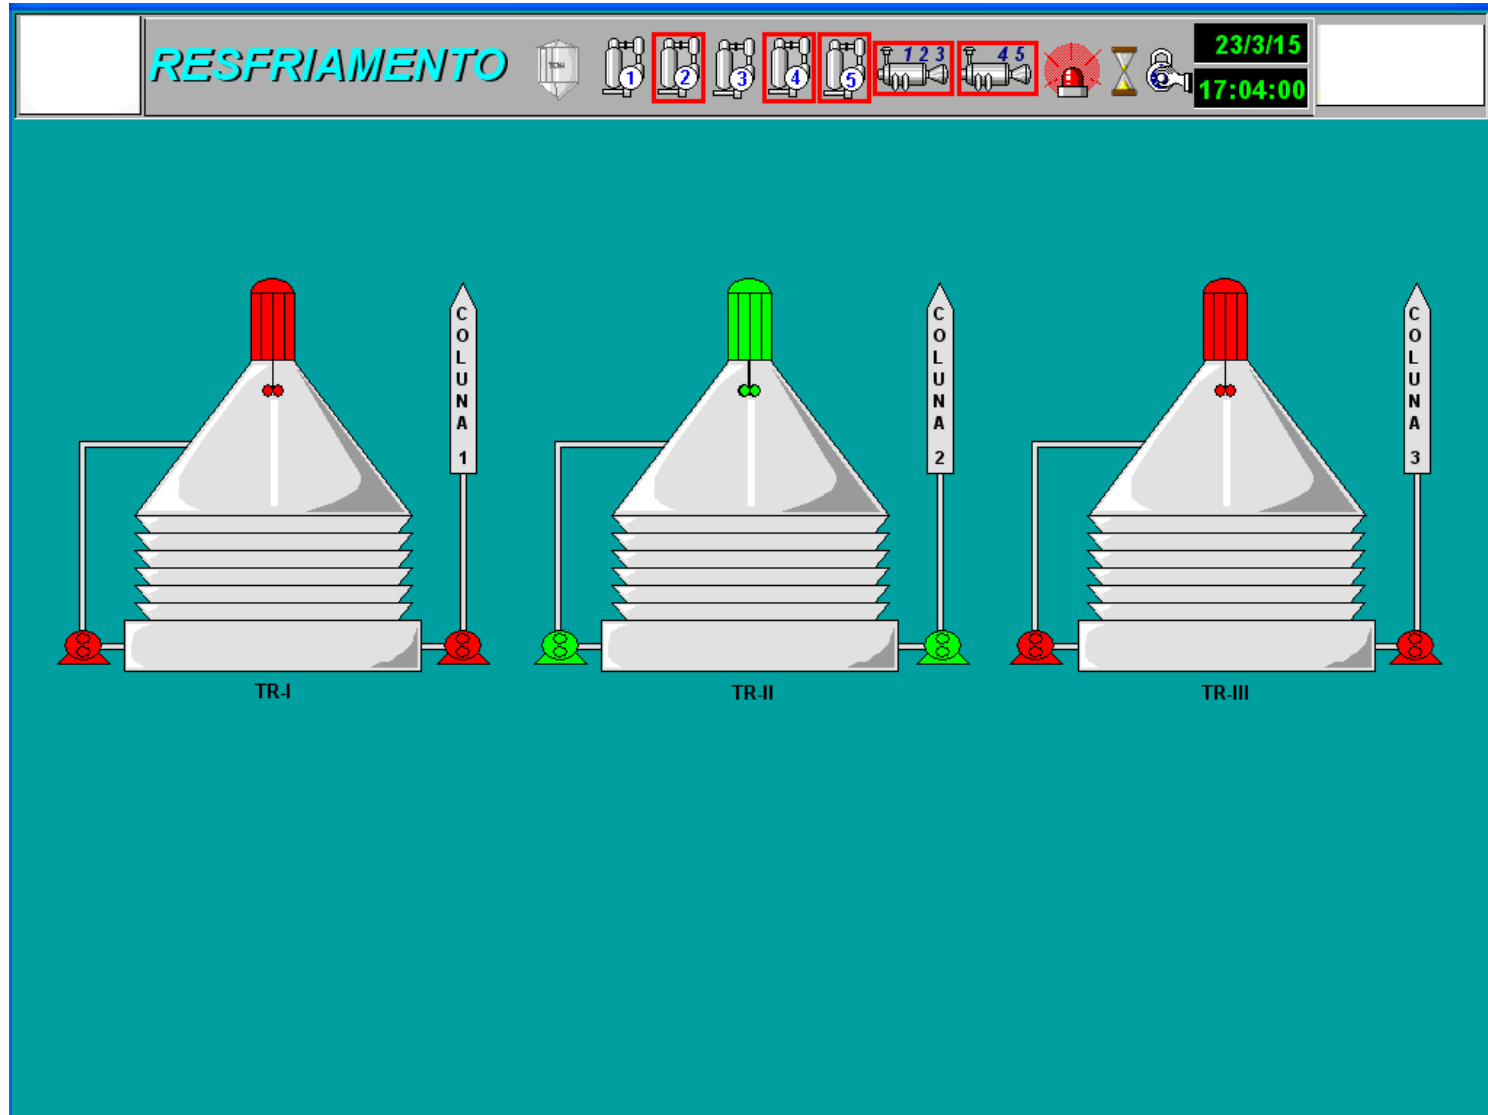 RESFRIAMENTO
1
2
3
4
5
1 2 3
4 5
23/3/15
17:04:00
COLUNA 1
COLUNA 2
COLUNA 3
TR-I
TR-II
TR-III